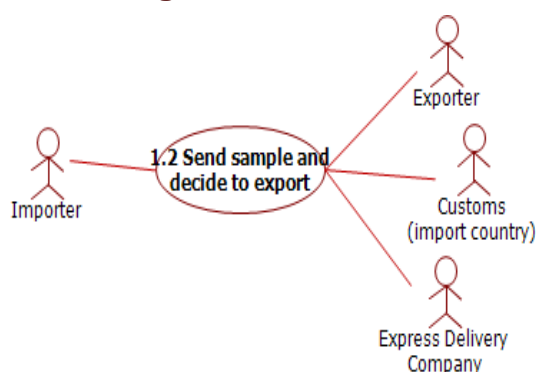 Exporter
1.2 Send sample and
decide to export
Importer
Customs
(import country)
Express Delivery
Company